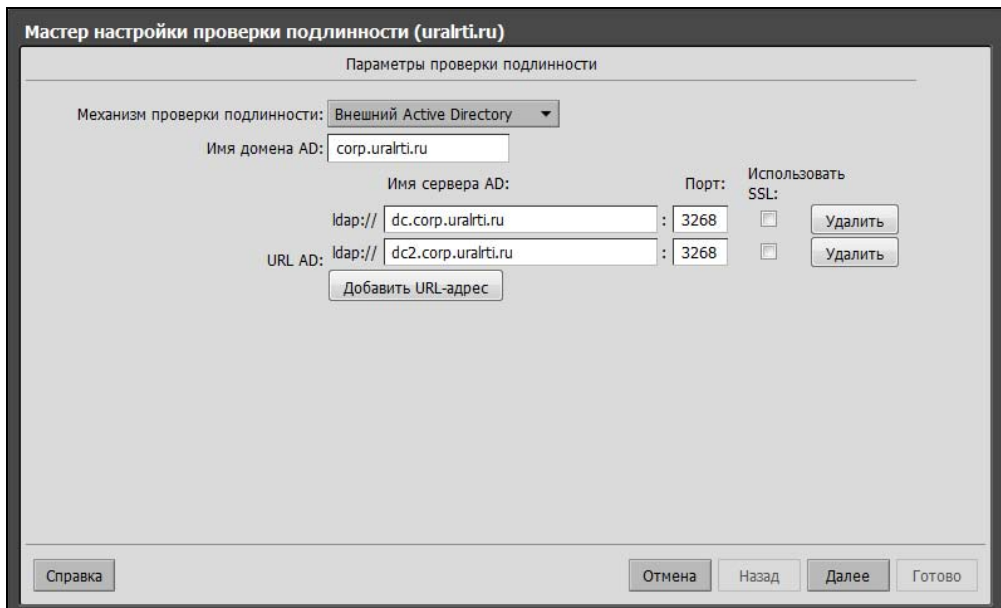 Мастер настройки проверки подлинности (uralrti.ru)
Параметры проверки подлинности
Механизм проверки подлинности: Внешний Active Directory
Имя домена AD: corp.uralrti.ru
Имя сервера AD: Порт: Использовать SSL:
ldap:// dc.corp.uralrti.ru : 3268 Удалить
URL AD: ldap:// dc2.corp.uralrti.ru : 3268 Удалить
Добавить URL-адрес
Справка Отмена Назад Далее Готово